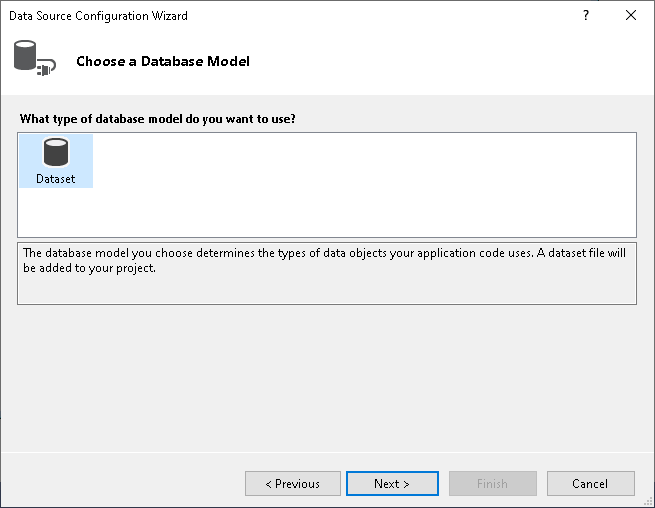 Data Source Configuration Wizard
?
Choose a Database Model
What type of database model do you want to use?
Dataset
The database model you choose determines the types of data objects your application code uses. A dataset file will
be added to your project.
< Previous
Next >
Finish
Cancel